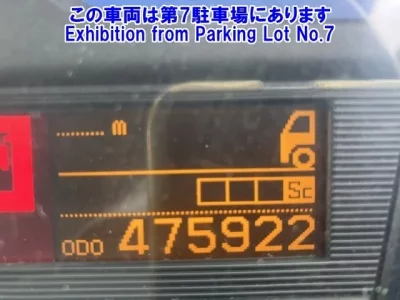 この車両は第7駐車場にあります
Exhibition from Parking Lot No.7
........ m
Sc
ODO 475922